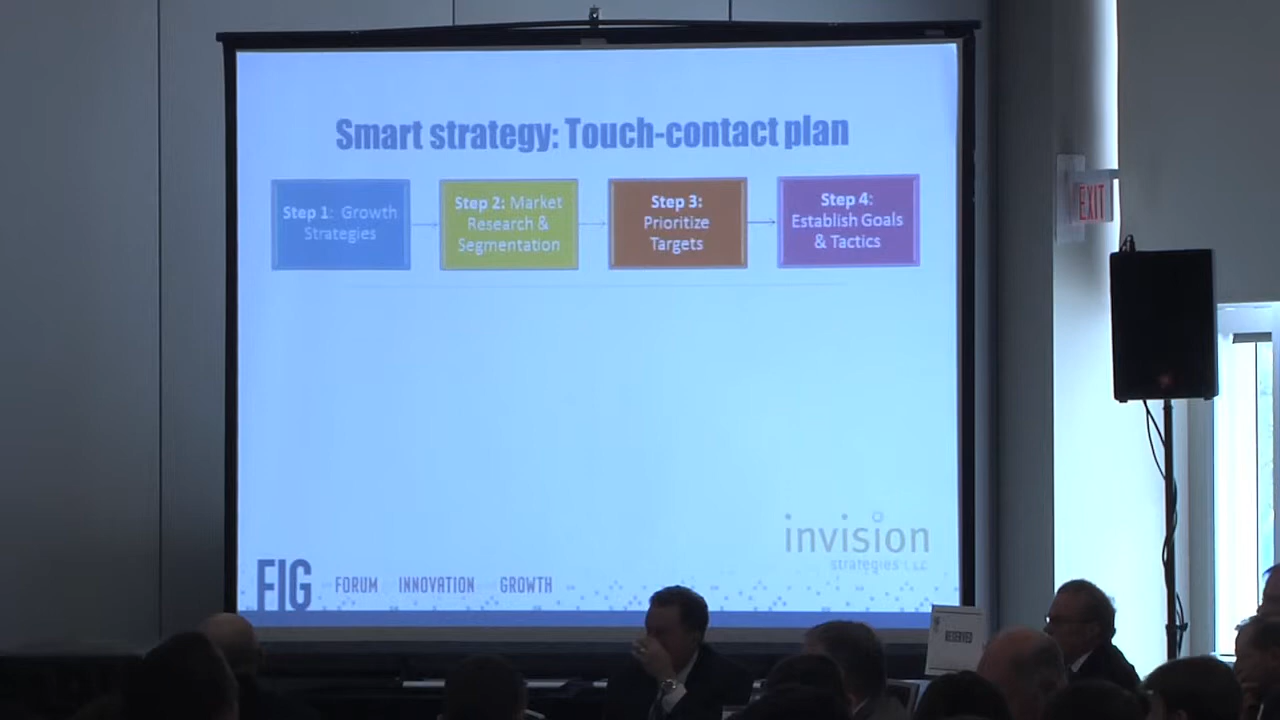 Smart strategy: Touch-contact plan
Step 1: Growth
Strategies
Step 2: Market
Research &
Segmentation
Step 3:
Prioritize
Targets
Step 4:
Establish Goals
& Tactics
invision
strategies LLC
FIG
FORUM INNOVATION GROWTH
EXIT
RESERVED